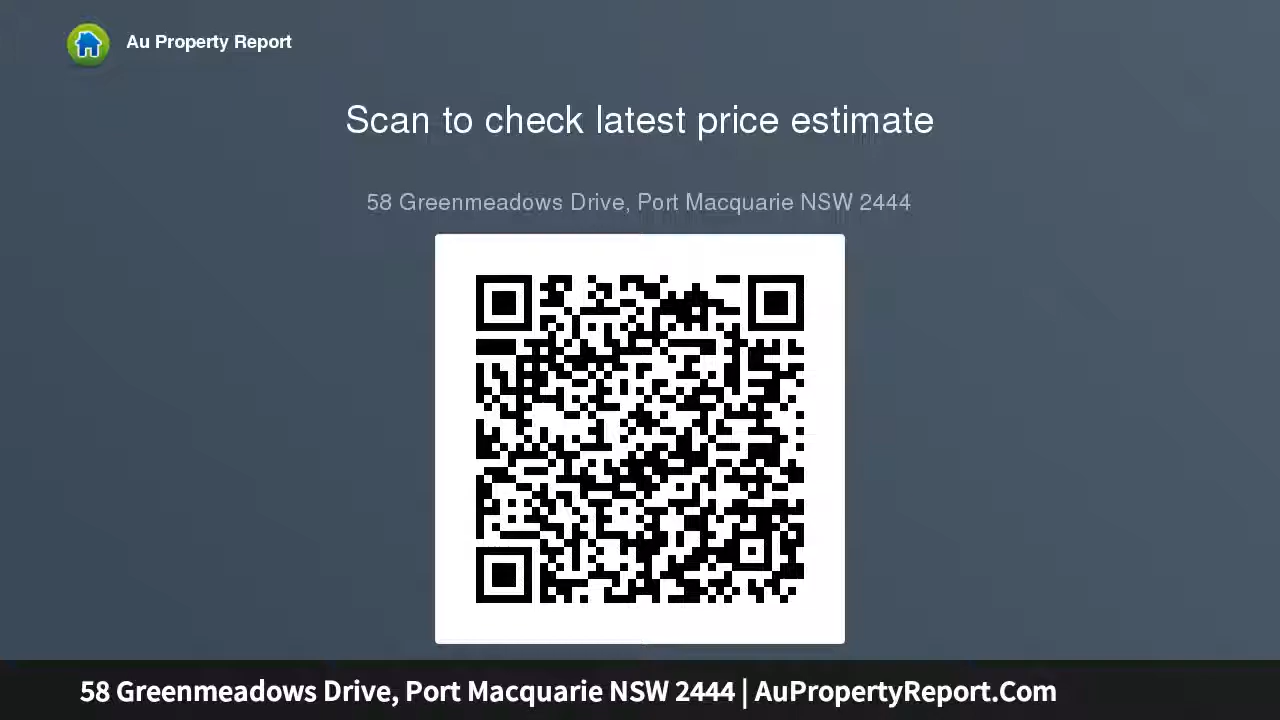 Au Property Report
Scan to check latest price estimate
58 Greenmeadows Drive, Port Macquarie NSW 2444
58 Greenmeadows Drive, Port Macquarie NSW 2444 | AuPropertyReport.Com